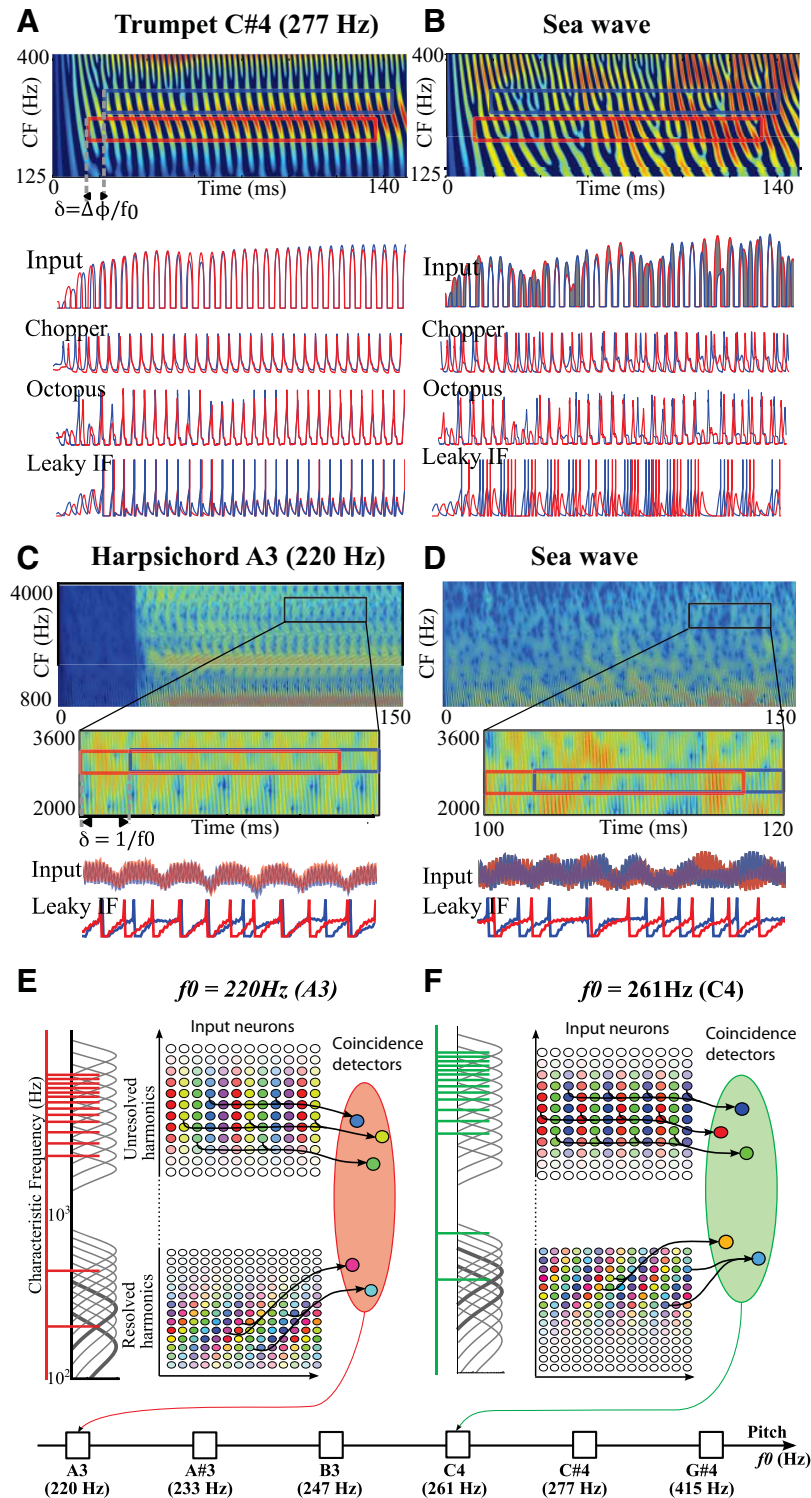 A
Trumpet C#4 (277 Hz)
B
Sea wave
400
CF (Hz)
125
0
Time (ms)
140
δ=Δϕ/f0
400
CF (Hz)
125
0
Time (ms)
140
Input
Chopper
Octopus
Leaky IF
Input
Chopper
Octopus
Leaky IF
C
Harpsichord A3 (220 Hz)
D
Sea wave
4000
CF (Hz)
800
0
150
3600
2000
Time (ms)
δ = 1/f0
Input
Leaky IF
CF (Hz)
0
150
3600
2000
100
Time (ms)
120
Input
Leaky IF
E
f0 = 220Hz (A3)
F
f0 = 261Hz (C4)
Input neurons
Coincidence
detectors
Characteristic Frequency (Hz)
Unresolved
harmonics
10³
Resolved
harmonics
10²
Input neurons
Coincidence
detectors
Pitch
f0 (Hz)
A3
(220 Hz)
A#3
(233 Hz)
B3
(247 Hz)
C4
(261 Hz)
C#4
(277 Hz)
G#4
(415 Hz)